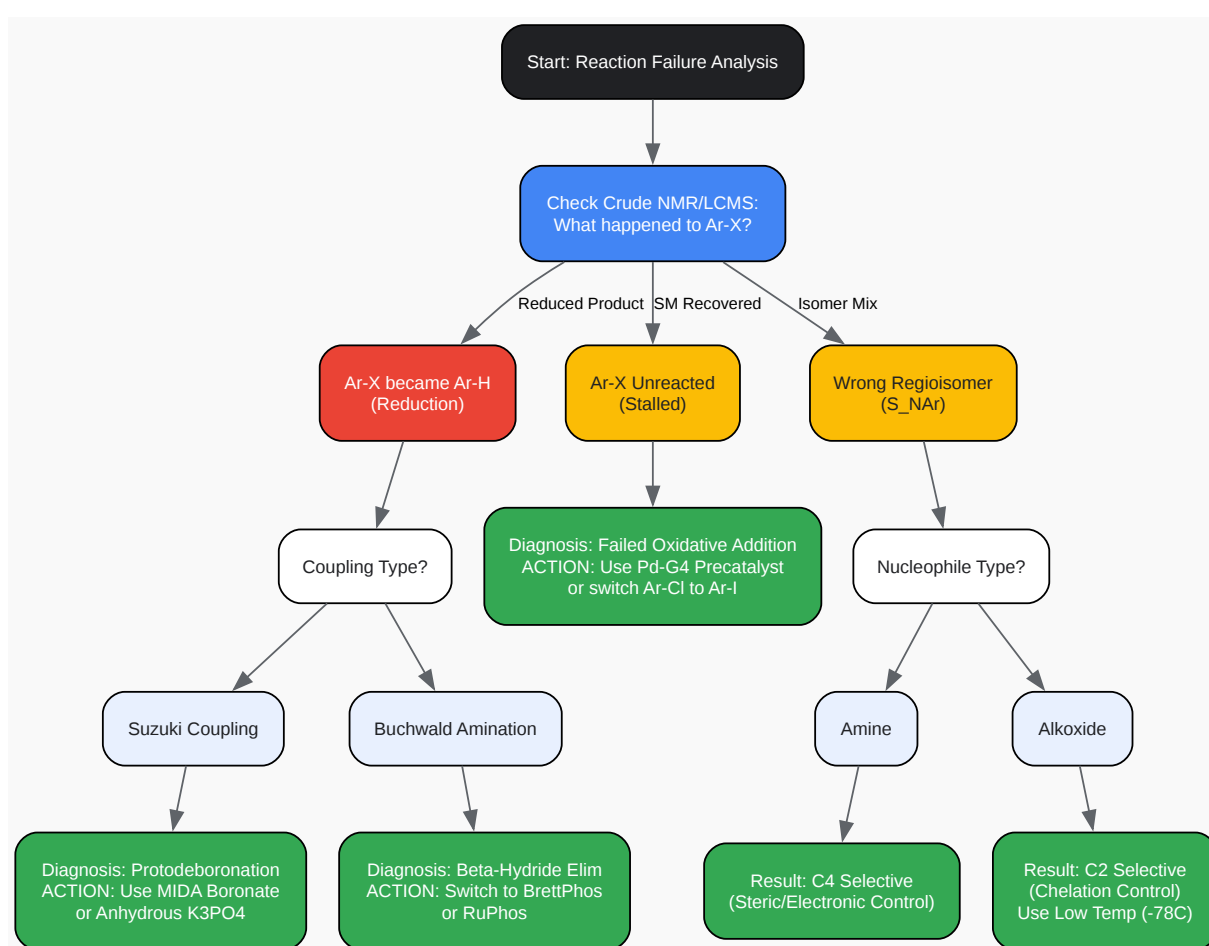 Start: Reaction Failure Analysis
Check Crude NMR/LCMS:
What happened to Ar-X?
Reduced Product
SM Recovered
Isomer Mix
Ar-X became Ar-H
(Reduction)
Ar-X Unreacted
(Stalled)
Wrong Regioisomer
(S_NAr)
Diagnosis: Failed Oxidative Addition
ACTION: Use Pd-G4 Precatalyst
or switch Ar-Cl to Ar-I
Coupling Type?
Nucleophile Type?
Suzuki Coupling
Buchwald Amination
Amine
Alkoxide
Diagnosis: Protodeboronation
ACTION: Use MIDA Boronate
or Anhydrous K3PO4
Diagnosis: Beta-Hydride Elim
ACTION: Switch to BrettPhos
or RuPhos
Result: C4 Selective
(Steric/Electronic Control)
Result: C2 Selective
(Chelation Control)
Use Low Temp (-78C)